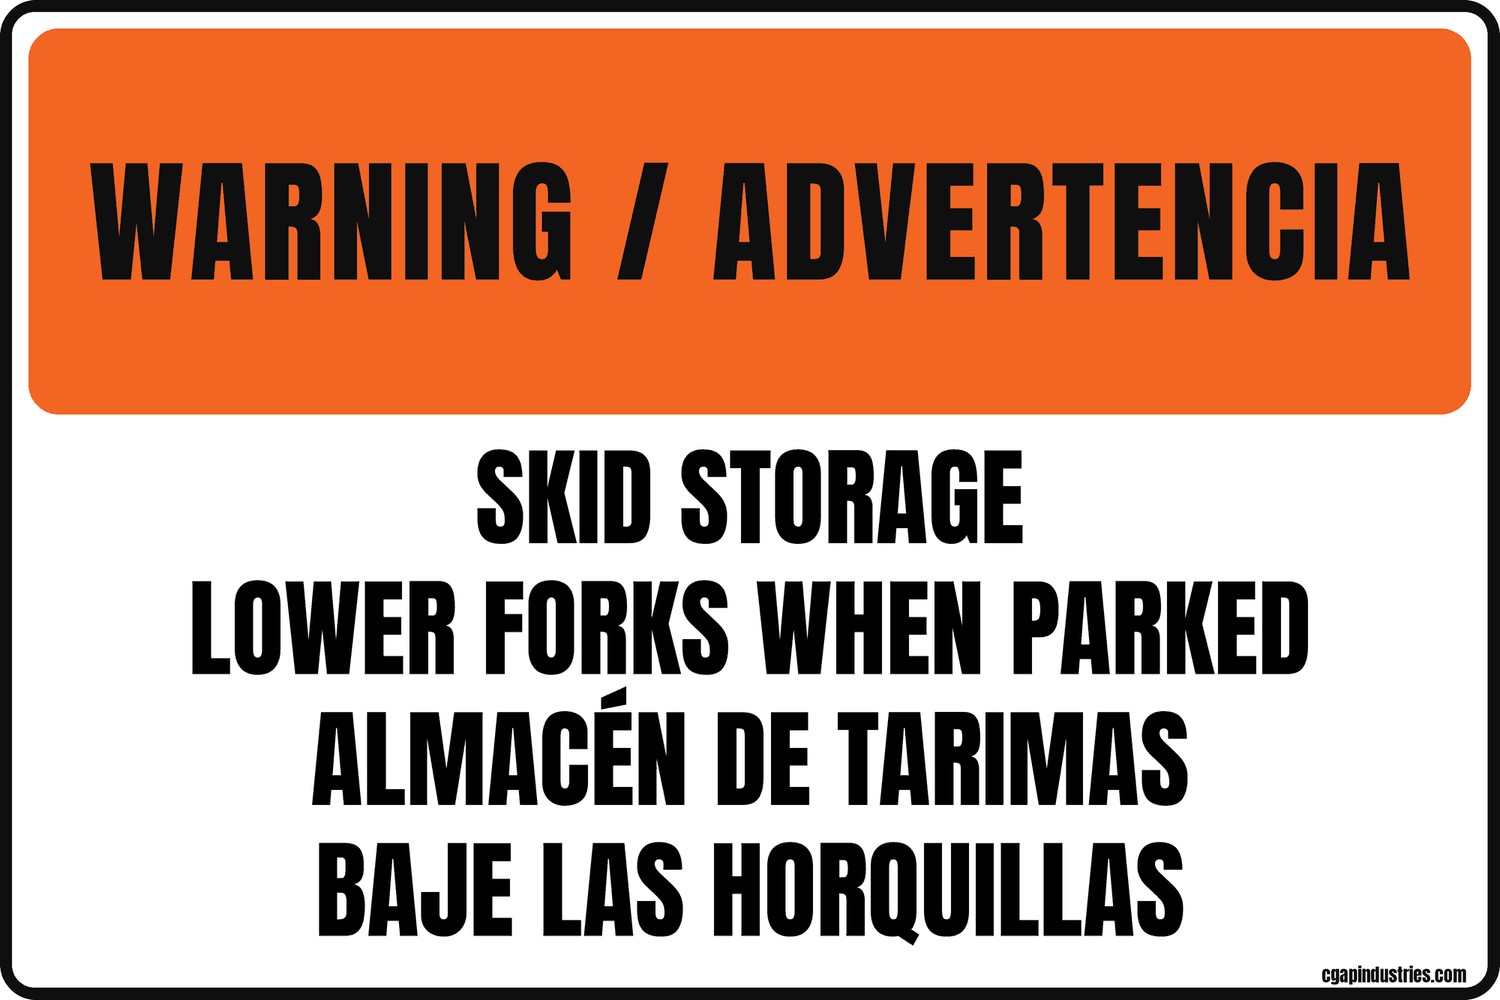 WARNING / ADVERTENCIA
SKID STORAGE
LOWER FORKS WHEN PARKED
ALMACÉN DE TARIMAS
BAJE LAS HORQUILLAS
cgapindustries.com